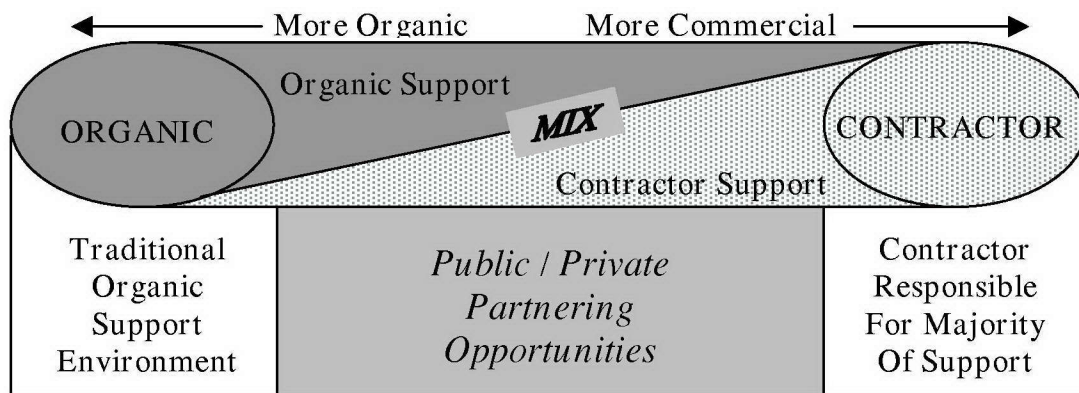 More Organic
More Commercial
Organic Support
MIX
ORGANIC
CONTRACTOR
Contractor Support
Traditional
Organic
Support
Environment
Public / Private
Partnering
Opportunities
Contractor
Responsible
For Majority
Of Support